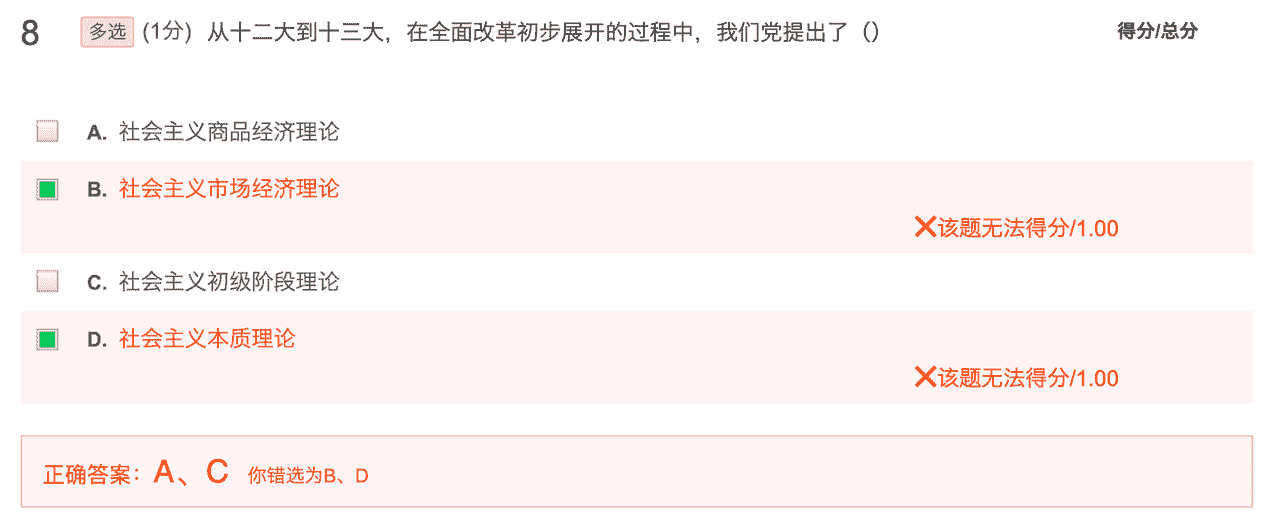 8 多选 (1分) 从十二大到十三大，在全面改革初步展开的过程中，我们党提出了（） 得分/总分
A. 社会主义商品经济理论
B. 社会主义市场经济理论
×该题无法得分/1.00
C. 社会主义初级阶段理论
D. 社会主义本质理论
×该题无法得分/1.00
正确答案：A、C 你错选为B、D